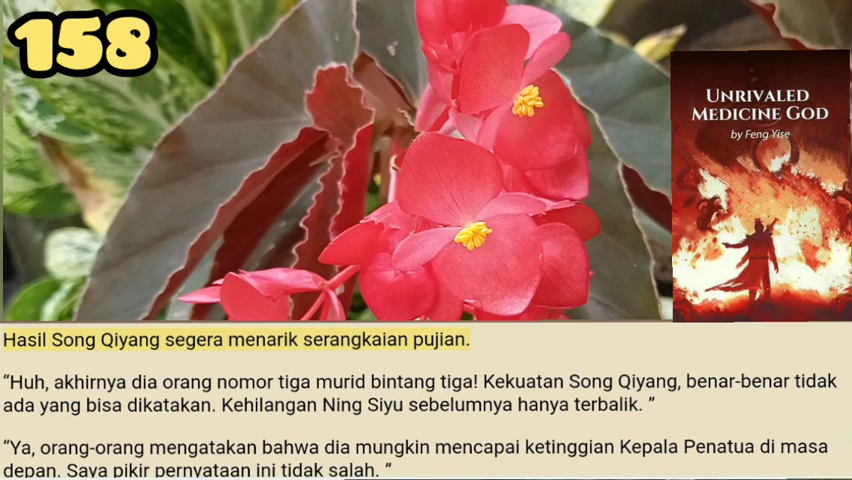 158
UNRIVALED
MEDICINE GOD
by Feng Yise
Hasil Song Qiyang segera menarik serangkaian pujian.
“Huh, akhirnya dia orang nomor tiga murid bintang tiga! Kekuatan Song Qiyang, benar-benar tidak
ada yang bisa dikatakan. Kehilangan Ning Siyu sebelumnya hanya terbalik. ”
“Ya, orang-orang mengatakan bahwa dia mungkin mencapai ketinggian Kepala Penatua di masa
depan. Saya pikir pernyataan ini tidak salah. ”